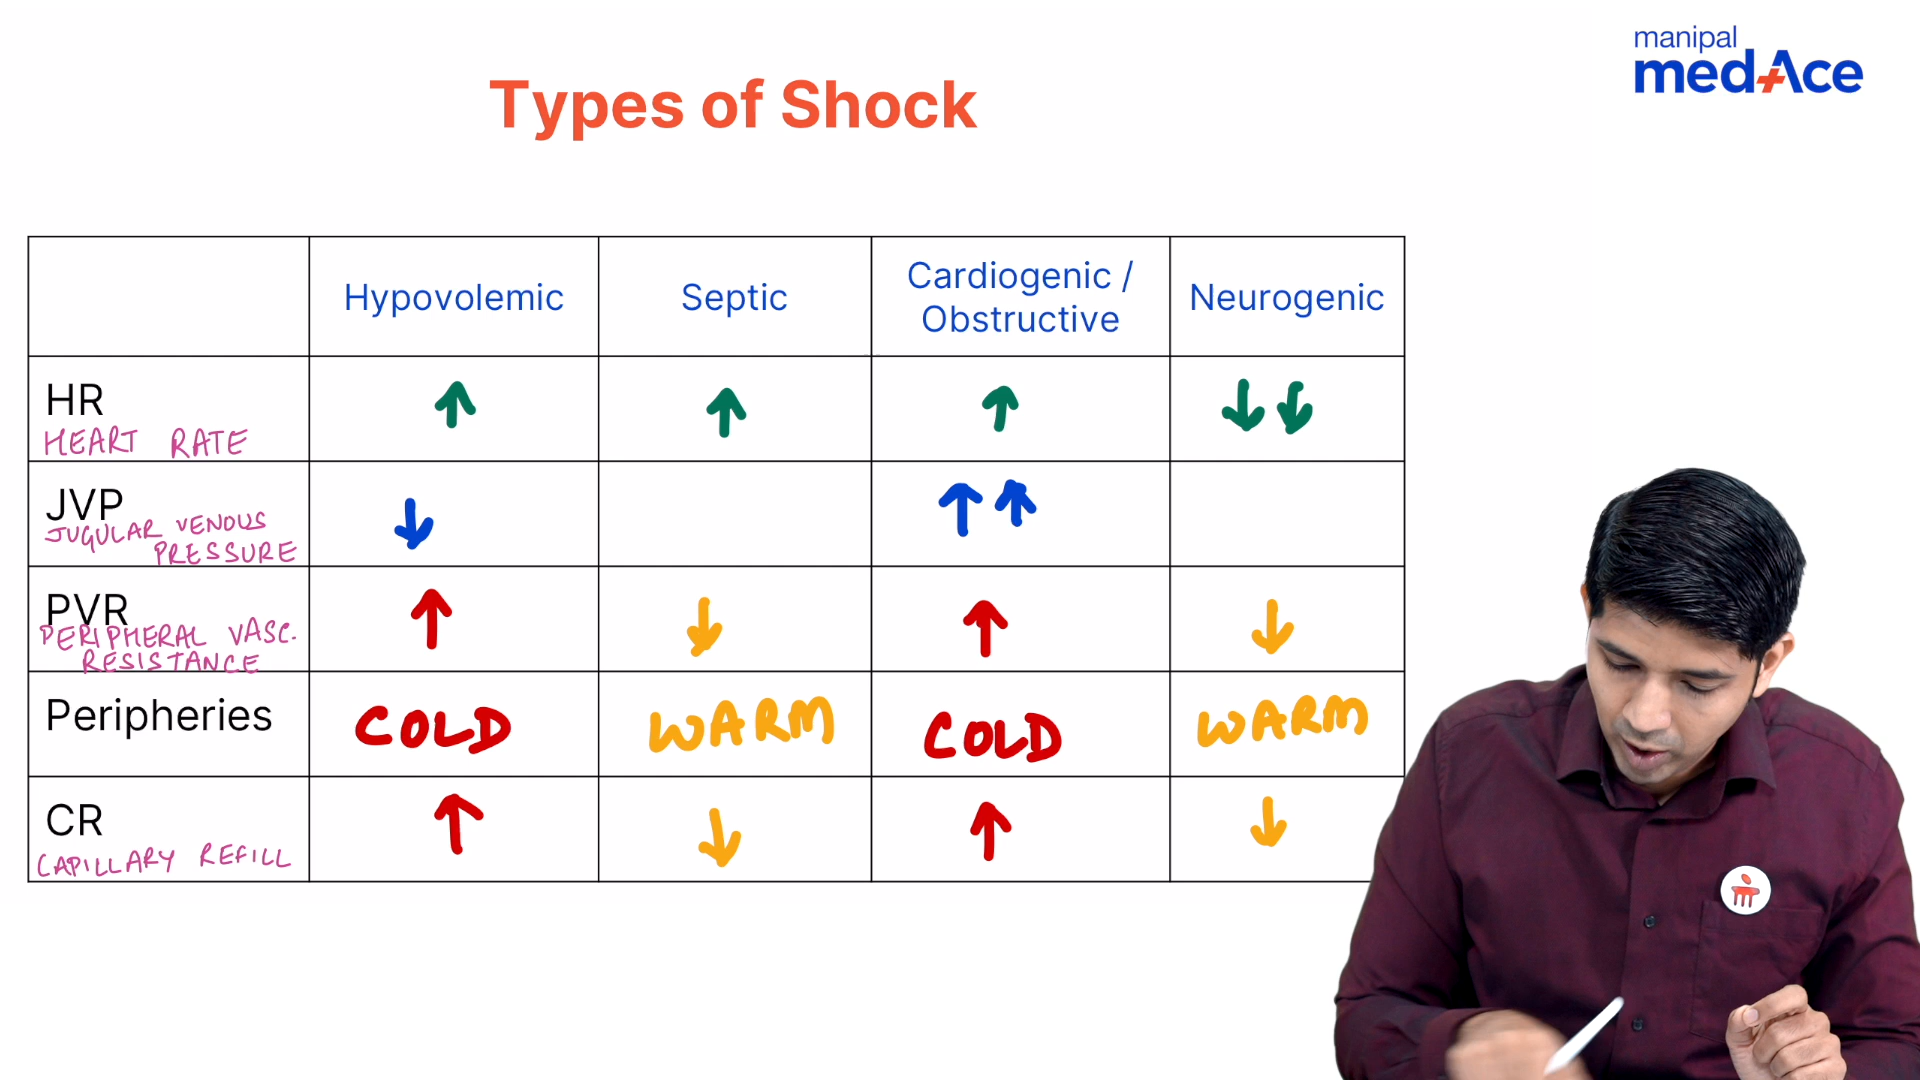 manipal
medAce
Types of Shock
Hypovolemic
Septic
Cardiogenic /
Obstructive
Neurogenic
HR
HEART RATE
↑
↑
↑
↓↓
JVP
JUGULAR VENOUS
PRESSURE
↓
↑↑
PVR
PERIPHERAL VASC.
RESISTANCE
↑
↓
↑
↓
Peripheries
COLD
WARM
COLD
WARM
CR
CAPILLARY REFILL
↑
↓
↑
↓